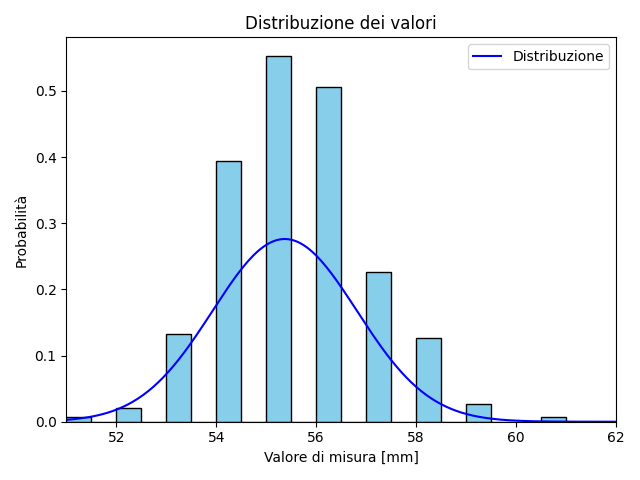 Distribuzione dei valori
Distribuzione
0.5
0.4
0.3
0.2
0.1
0.0
Probabilità
52 54 56 58 60 62
Valore di misura [mm]